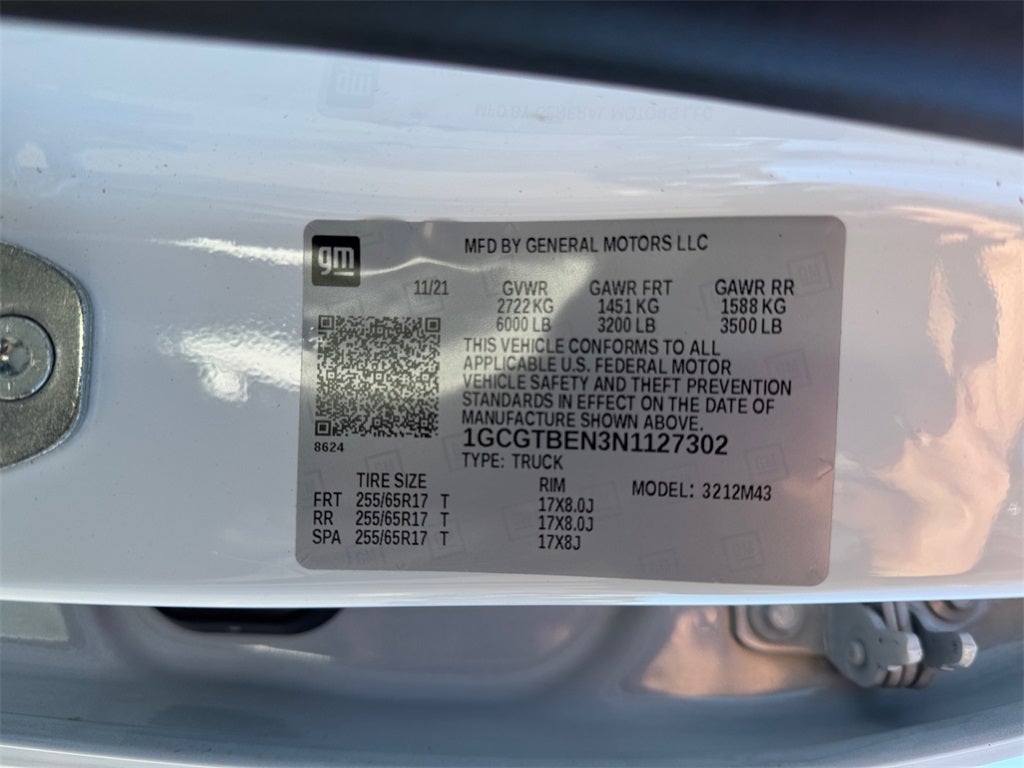 gm
MFD BY GENERAL MOTORS LLC
11/21 GVWR GAWR FRT GAWR RR
2722 KG 1451 KG 1588 KG
6000 LB 3200 LB 3500 LB
THIS VEHICLE CONFORMS TO ALL
APPLICABLE U.S. FEDERAL MOTOR
VEHICLE SAFETY AND THEFT PREVENTION
STANDARDS IN EFFECT ON THE DATE OF
MANUFACTURE SHOWN ABOVE.
1GCGTBEN3N1127302
8624
TYPE: TRUCK
TIRE SIZE RIM MODEL: 3212M43
FRT 255/65R17 T 17X8.0J
RR 255/65R17 T 17X8.0J
SPA 255/65R17 T 17X8J